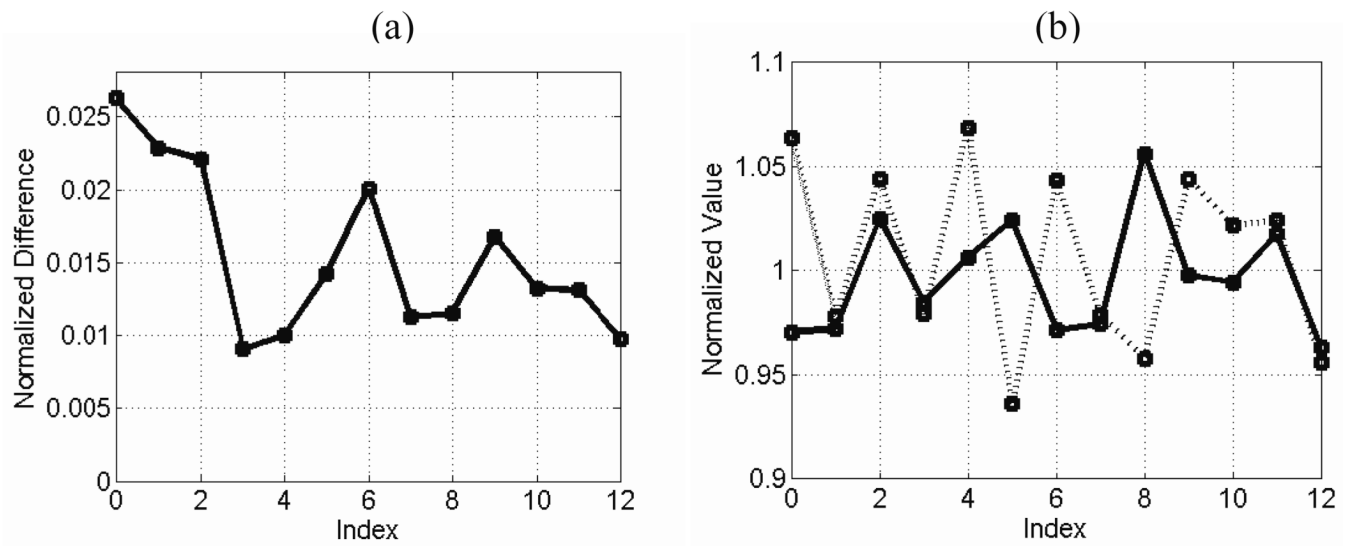 (a)
Normalized Difference
0.025
0.02
0.015
0.01
0.005
0
0 2 4 6 8 10 12
Index
(b)
Normalized Value
1.1
1.05
1
0.95
0.9
0 2 4 6 8 10 12
Index